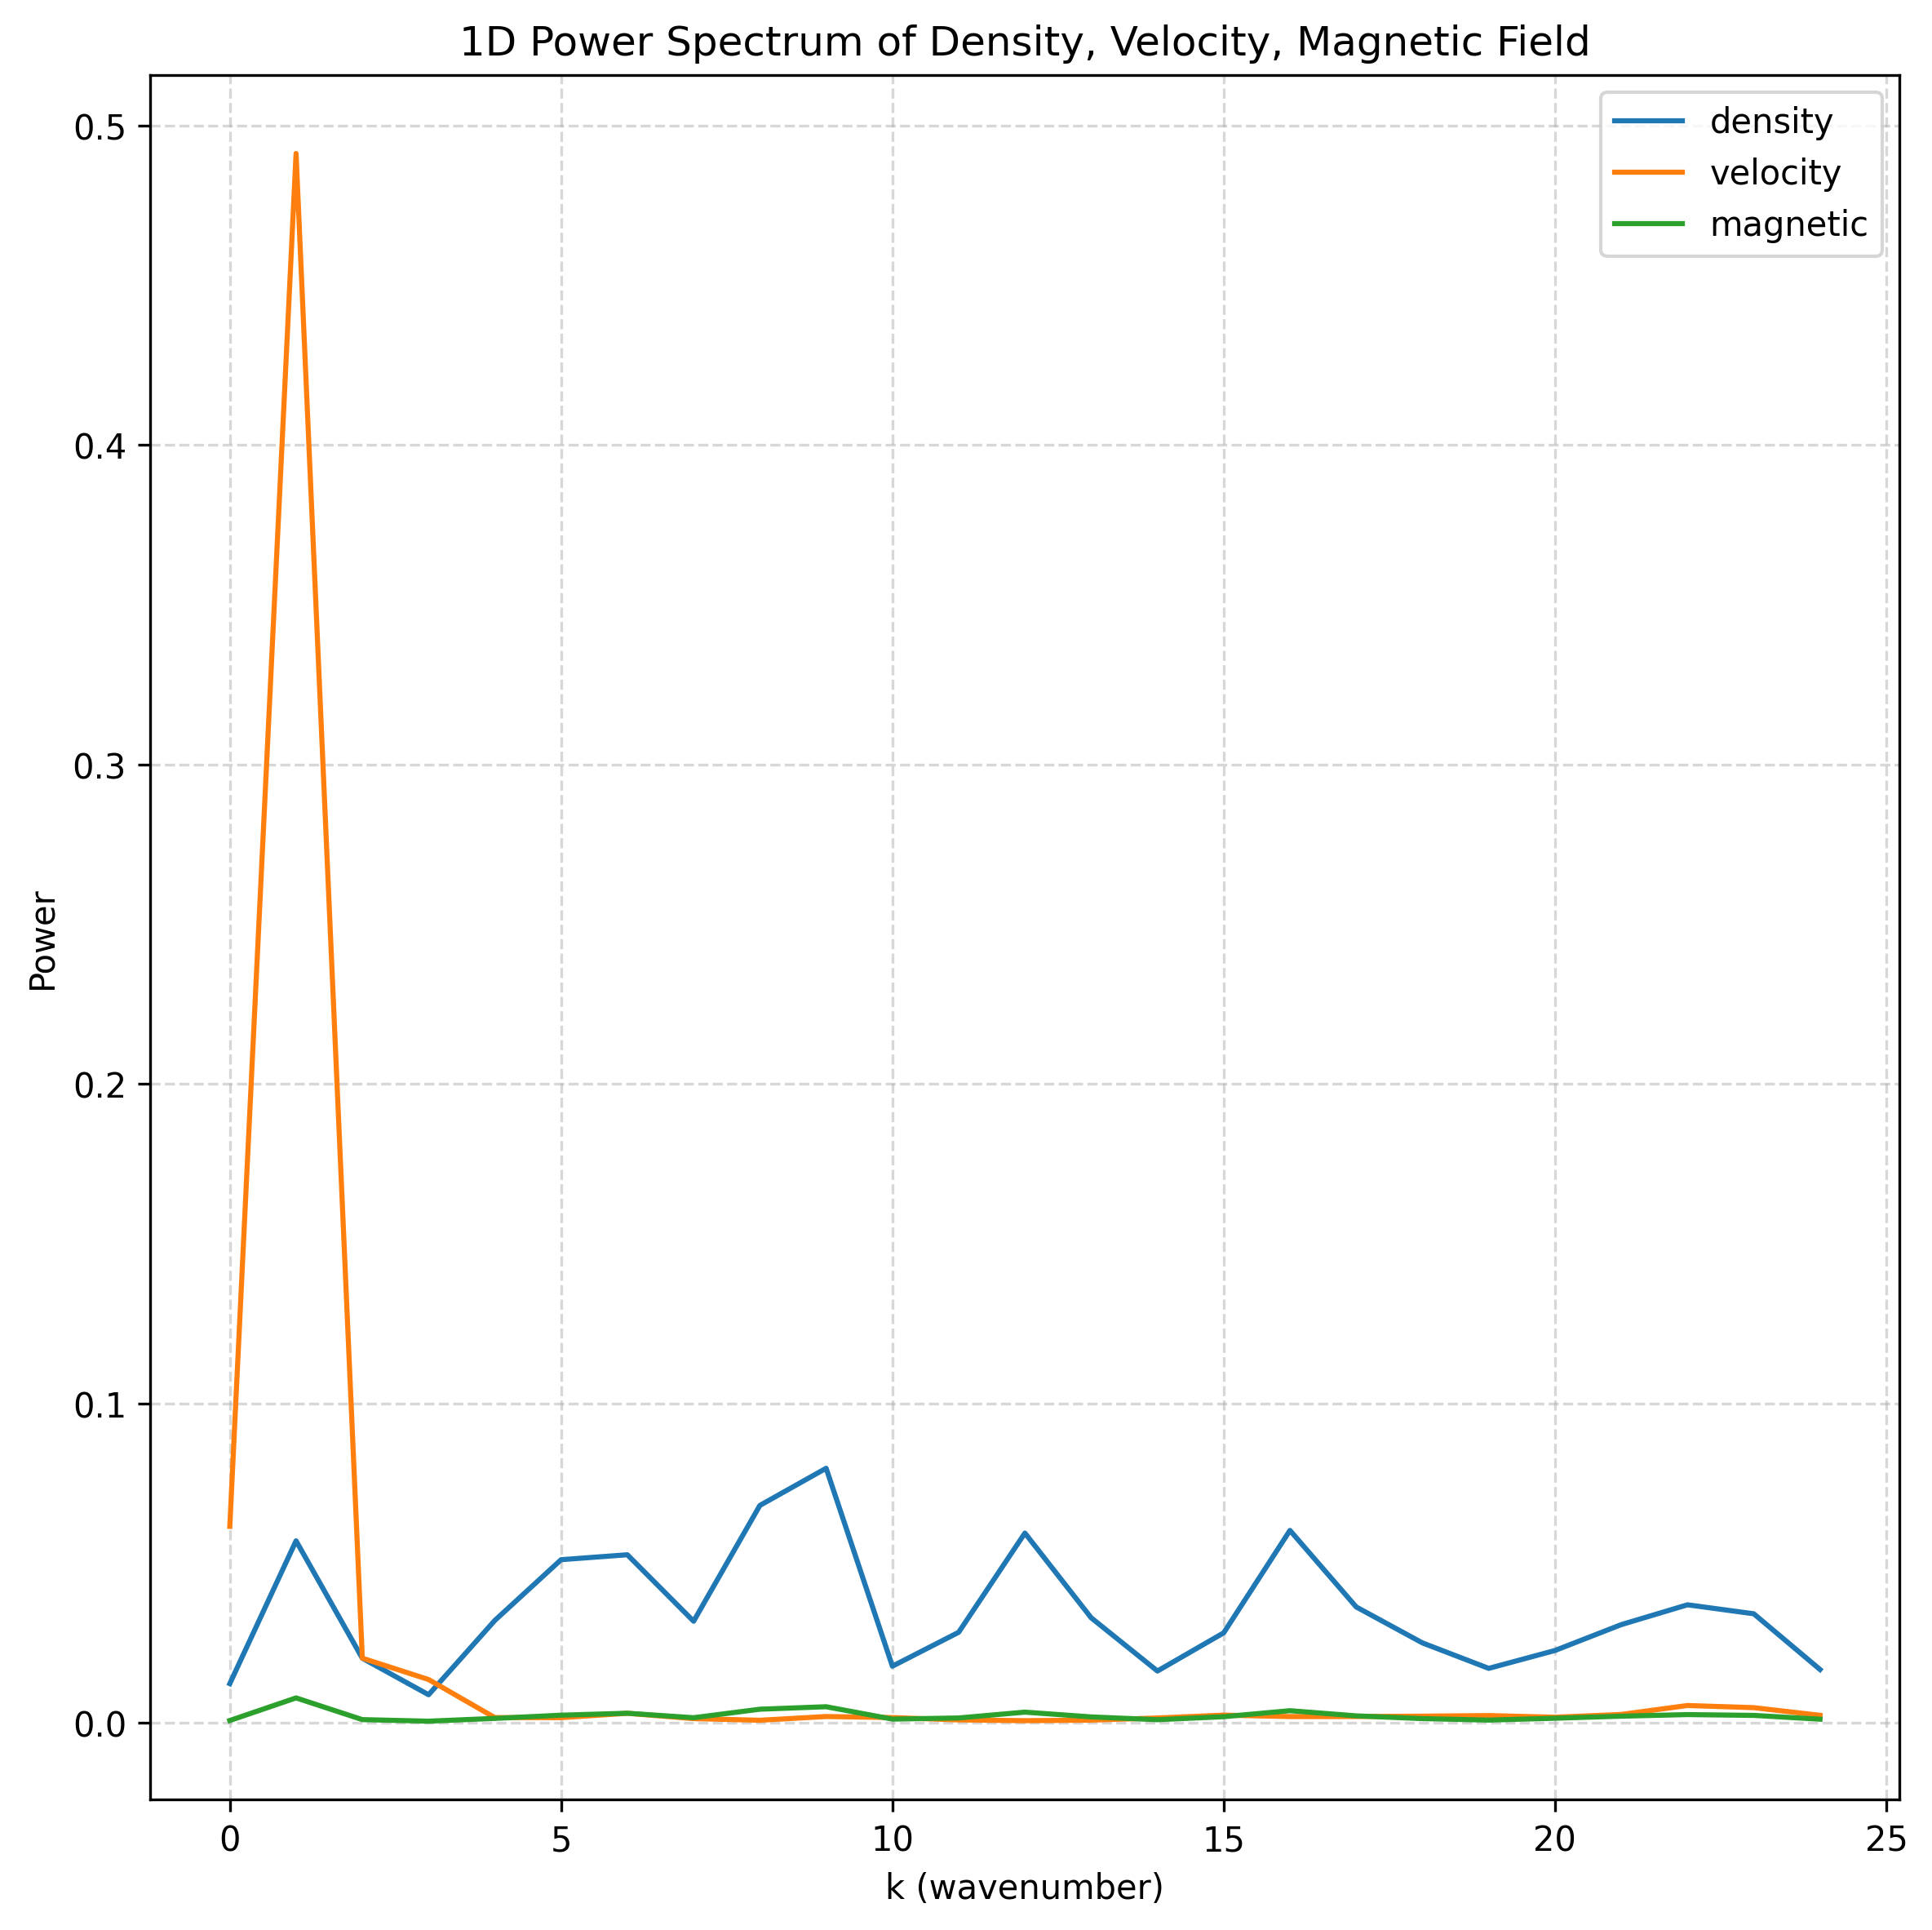 1D Power Spectrum of Density, Velocity, Magnetic Field
density
velocity
magnetic
Power
0.5
0.4
0.3
0.2
0.1
0.0
0 5 10 15 20 25
k (wavenumber)